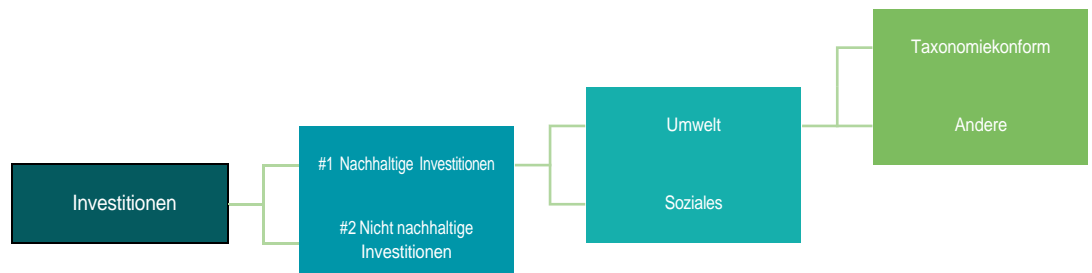 Investitionen
#1 Nachhaltige Investitionen
#2 Nicht nachhaltige
Investitionen
Umwelt
Soziales
Taxonomiekonform
Andere